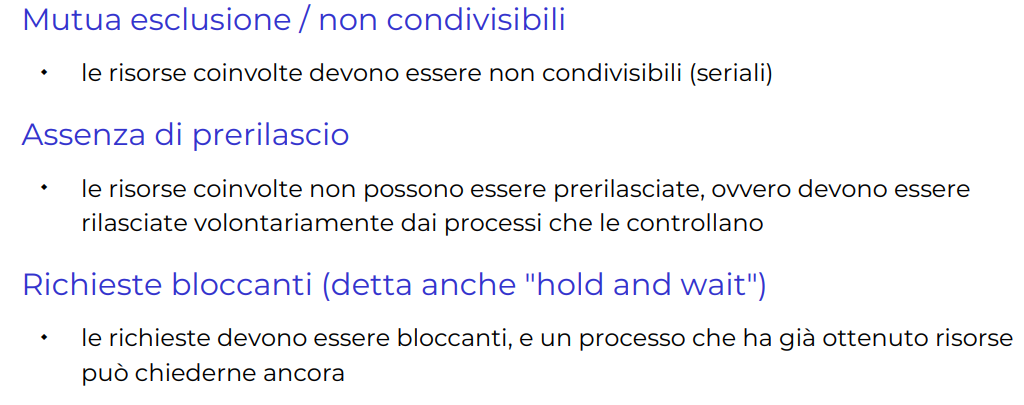 Mutua esclusione / non condivisibili
• le risorse coinvolte devono essere non condivisibili (seriali)
Assenza di prerilascio
• le risorse coinvolte non possono essere prerilasciate, ovvero devono essere
rilasciate volontariamente dai processi che le controllano
Richieste bloccanti (detta anche "hold and wait")
• le richieste devono essere bloccanti, e un processo che ha già ottenuto risorse
può chiederne ancora